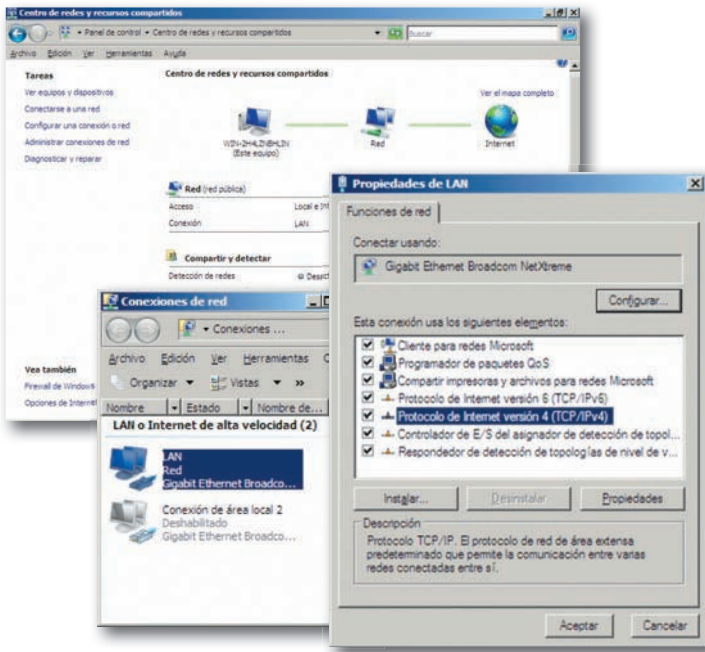 Centro de redes y recursos compartidos
Panel de control
Centro de redes y recursos compartidos
Buscar
Archivo Edición Ver Herramientas Ayuda
Tareas
Ver equipos y dispositivos
Conectarse a una red
Configurar una conexión o red
Administrar conexiones de red
Diagnosticar y reparar
Centro de redes y recursos compartidos
Ver el mapa completo
(Este equipo)
Red
Internet
Red (red pública)
Acceso
Local e
Conexión
LAN
Compartir y detectar
Detección de redes
Vea también
Firewall de Windows
Opciones de Internet
Conexiones de red
Conexiones ...
Archivo Edición Ver Herramientas
Organizar Vistas »
Nombre Estado Nombre de...
LAN o Internet de alta velocidad (2)
LAN
Red
Gigabit Ethernet Broadco...
Conexión de área local 2
Deshabilitado
Gigabit Ethernet Broadco...
Propiedades de LAN
Funciones de red
Conectar usando:
Gigabit Ethernet Broadcom NetXtreme
Configurar...
Esta conexión usa los siguientes elementos:
Cliente para redes Microsoft
Programador de paquetes QoS
Compartir impresoras y archivos para redes Microsoft
Protocolo de Internet versión 6 (TCP/IPv6)
Protocolo de Internet versión 4 (TCP/IPv4)
Controlador de E/S del asignador de detección de topol...
Respondedor de detección de topologías de nivel de v...
Instalar...
Desinstalar
Propiedades
Descripción
Protocolo TCP/IP. El protocolo de red de área extensa
predeterminado que permite la comunicación entre varias
redes conectadas entre sí.
Aceptar
Cancelar